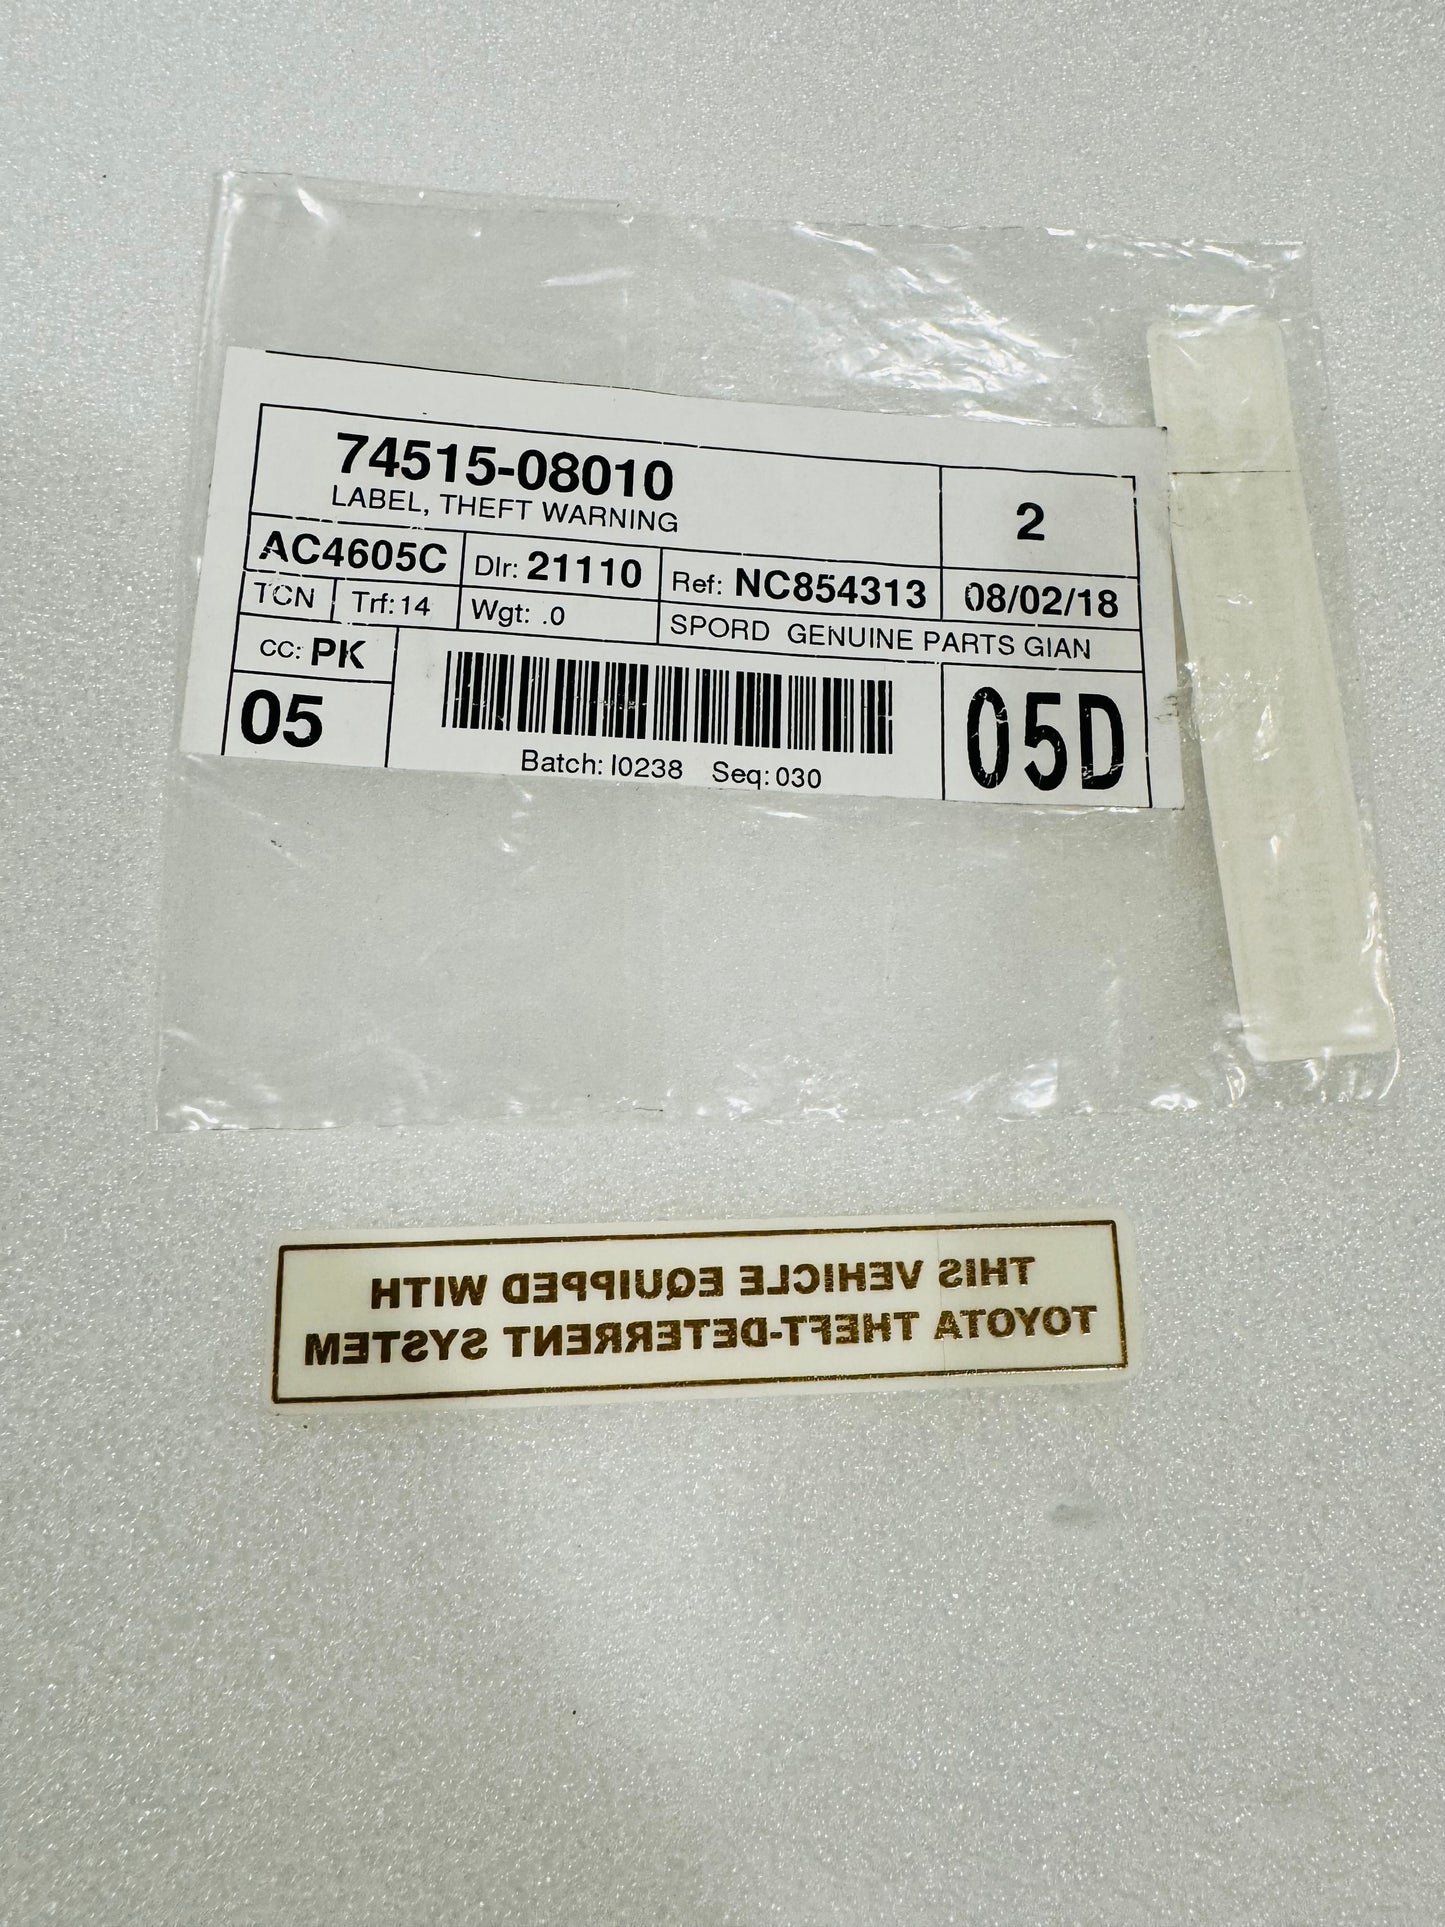 74515-08010
LABEL, THEFT WARNING
2
AC4605C
Dlr: 21110
Ref: NC854313
08/02/18
TCN
Trf: 14
Wgt: .0
SPORD GENUINE PARTS GIAN
CC: PK
05
05D
Batch: I0238 Seq: 030
THIS VEHICLE EQUIPPED WITH
TOYOTA THEFT-DETERRENT SYSTEM